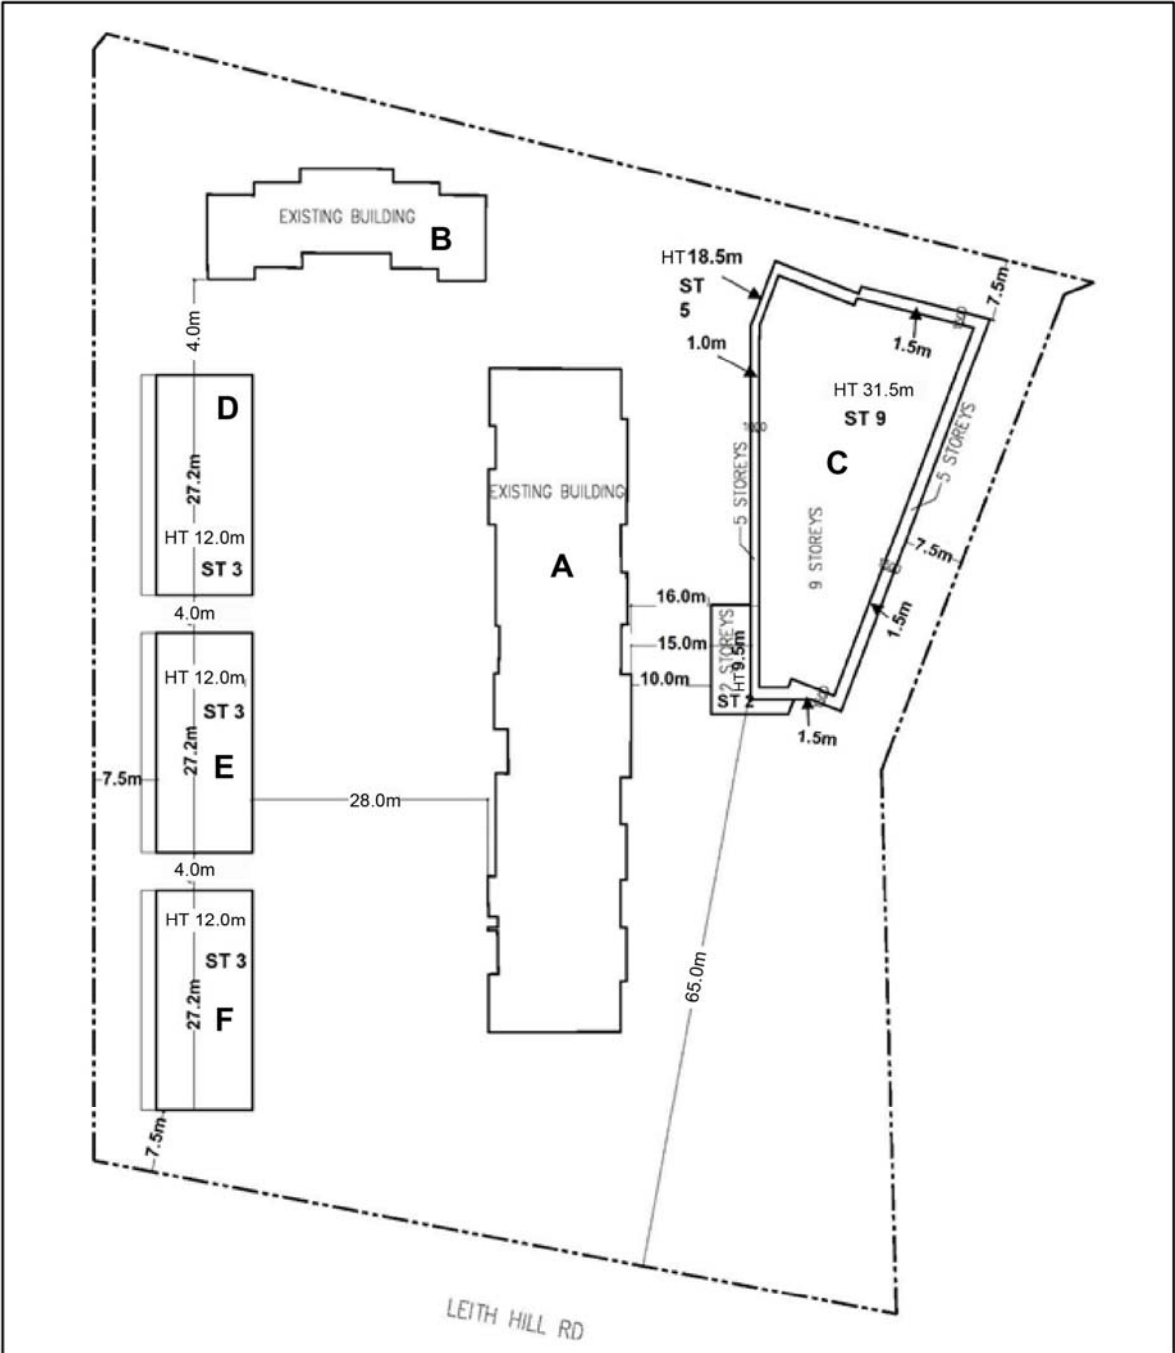 EXISTING BUILDING
B
HT 18.5m
ST
5
7.5m
4.0m
1.0m
1.5m
HT 31.5m
ST 9
C
5 STOREYS
5 STOREYS
9 STOREYS
D
27.2m
HT 12.0m
ST 3
EXISTING BUILDING
A
7.5m
1.5m
4.0m
16.0m
15.0m
10.0m
2 STOREYS
HT 9.5m
ST 2
1.5m
HT 12.0m
ST 3
27.2m
E
7.5m
28.0m
4.0m
HT 12.0m
ST 3
27.2m
F
65.0m
7.5m
LEITH HILL RD